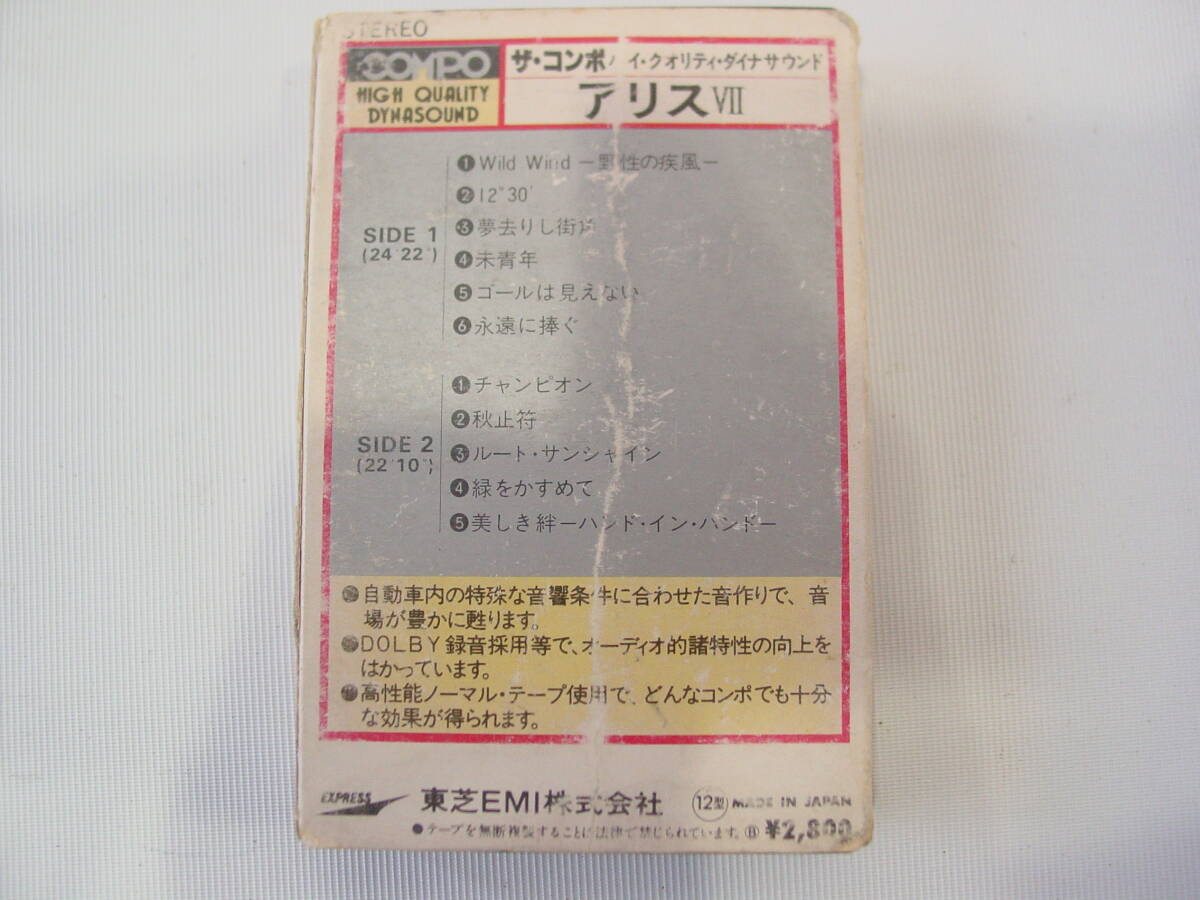 STEREO
COMPO
HIGH QUALITY
DYNASOUND
ザ・コンポハイ・クオリティ・ダイナサウンド
アリスVII
SIDE 1
(24'22")
❶Wild Wind－野性の疾風－
❷12°30'
❸夢去りし街角
❹未青年
❺ゴールは見えない
❻永遠に捧ぐ
SIDE 2
(22'10")
❶チャンピオン
❷秋止符
❸ルート・サンシャイン
❹緑をかすめて
❺美しき絆－ハンド・イン・ハンド－
●自動車内の特殊な音響条件に合わせた音作りで、音
場が豊かに甦ります。
●DOLBY録音採用等で、オーディオ的諸特性の向上を
はかっています。
●高性能ノーマル・テープ使用で、どんなコンポでも十分
な効果が得られます。
EXPRESS
東芝EMI株式会社
12型 MADE IN JAPAN
●テープを無断複製することは法律で禁じられています。Ⓑ ¥2,800